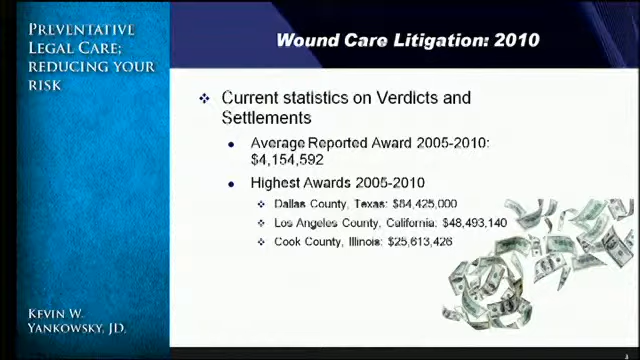 PREVENTATIVE
LEGAL CARE;
REDUCING YOUR
RISK
Wound Care Litigation: 2010
Current statistics on Verdicts and
Settlements
Average Reported Award 2005-2010:
$4,154,592
Highest Awards 2005-2010
Dallas County, Texas: $84,425,000
Los Angeles County, California: $48,493,140
Cook County, Illinois: $25,613,426
KEVIN W.
YANKOWSKY, JD.